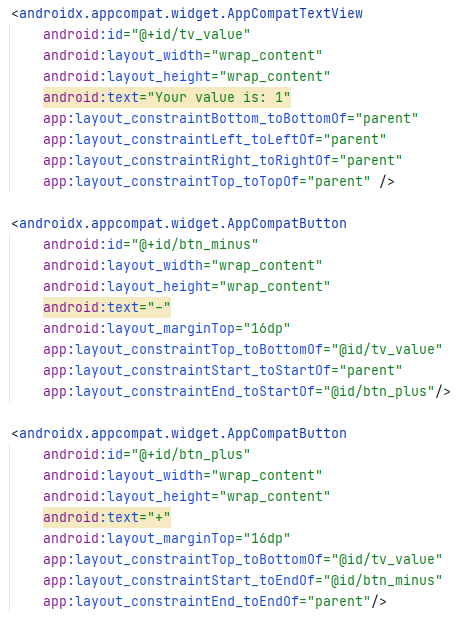 <androidx.appcompat.widget.AppCompatTextView
android:id="@+id/tv_value"
android:layout_width="wrap_content"
android:layout_height="wrap_content"
android:text="Your value is: 1"
app:layout_constraintBottom_toBottomOf="parent"
app:layout_constraintLeft_toLeftOf="parent"
app:layout_constraintRight_toRightOf="parent"
app:layout_constraintTop_toTopOf="parent" />
<androidx.appcompat.widget.AppCompatButton
android:id="@+id/btn_minus"
android:layout_width="wrap_content"
android:layout_height="wrap_content"
android:text="-"
android:layout_marginTop="16dp"
app:layout_constraintTop_toBottomOf="@id/tv_value"
app:layout_constraintStart_toStartOf="parent"
app:layout_constraintEnd_toStartOf="@id/btn_plus"/>
<androidx.appcompat.widget.AppCompatButton
android:id="@+id/btn_plus"
android:layout_width="wrap_content"
android:layout_height="wrap_content"
android:text="+"
android:layout_marginTop="16dp"
app:layout_constraintTop_toBottomOf="@id/tv_value"
app:layout_constraintStart_toEndOf="@id/btn_minus"
app:layout_constraintEnd_toEndOf="parent"/>